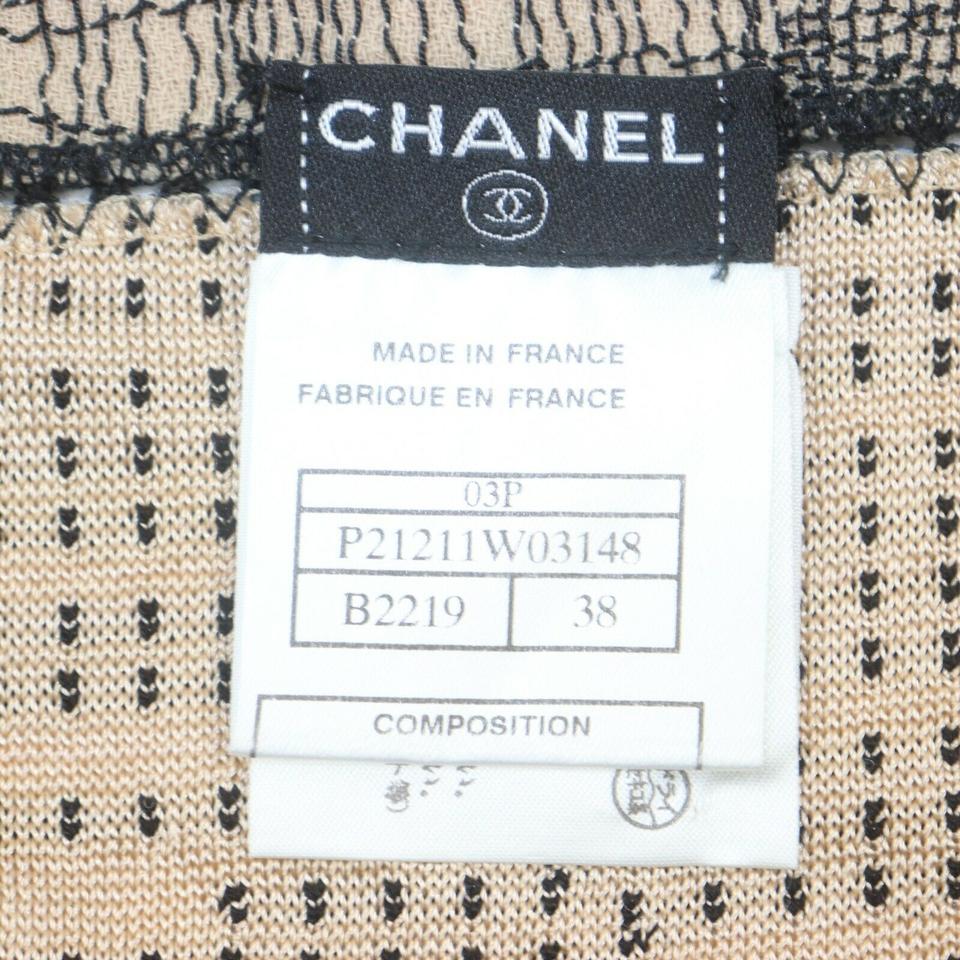 CHANEL
MADE IN FRANCE
FABRIQUE EN FRANCE
03P
P21211W03148
B2219 38
COMPOSITION